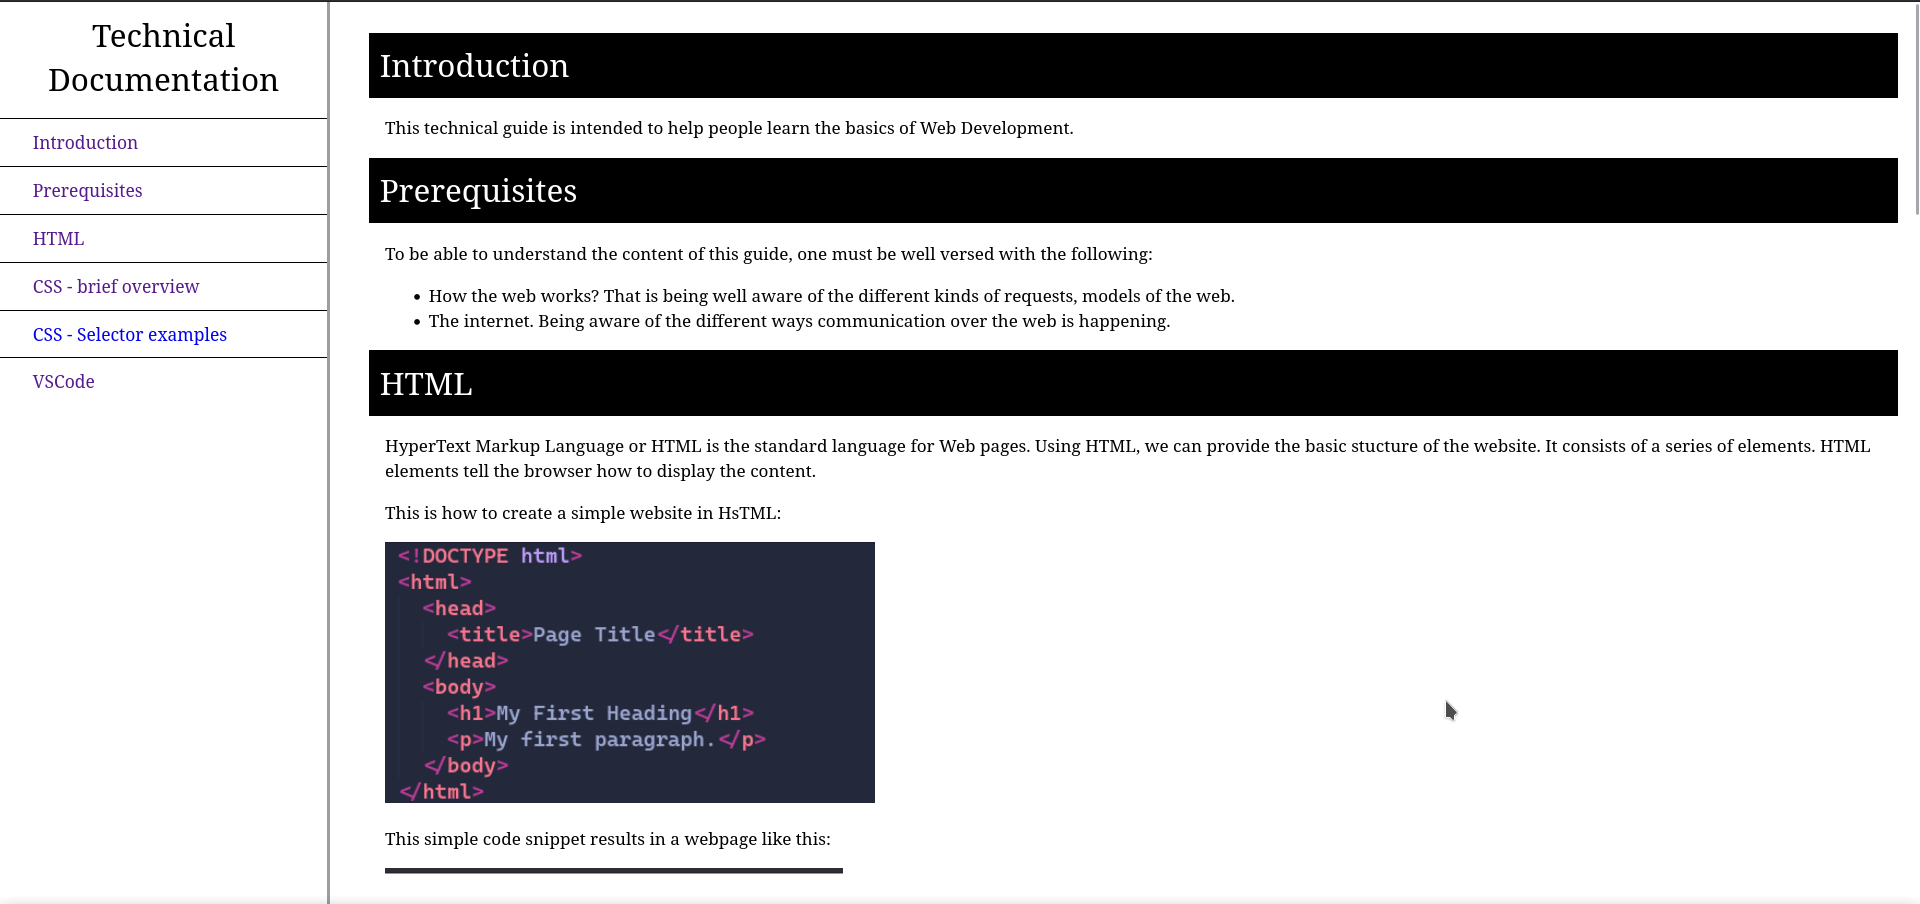 Technical
Documentation
Introduction
Prerequisites
HTML
CSS - brief overview
CSS - Selector examples
VSCode
Introduction
This technical guide is intended to help people learn the basics of Web Development.
Prerequisites
To be able to understand the content of this guide, one must be well versed with the following:
• How the web works? That is being well aware of the different kinds of requests, models of the web.
• The internet. Being aware of the different ways communication over the web is happening.
HTML
HyperText Markup Language or HTML is the standard language for Web pages. Using HTML, we can provide the basic stucture of the website. It consists of a series of elements. HTML
elements tell the browser how to display the content.
This is how to create a simple website in HsTML:
<!DOCTYPE html>
<html>
<head>
<title>Page Title</title>
</head>
<body>
<h1>My First Heading</h1>
<p>My first paragraph.</p>
</body>
</html>
This simple code snippet results in a webpage like this: